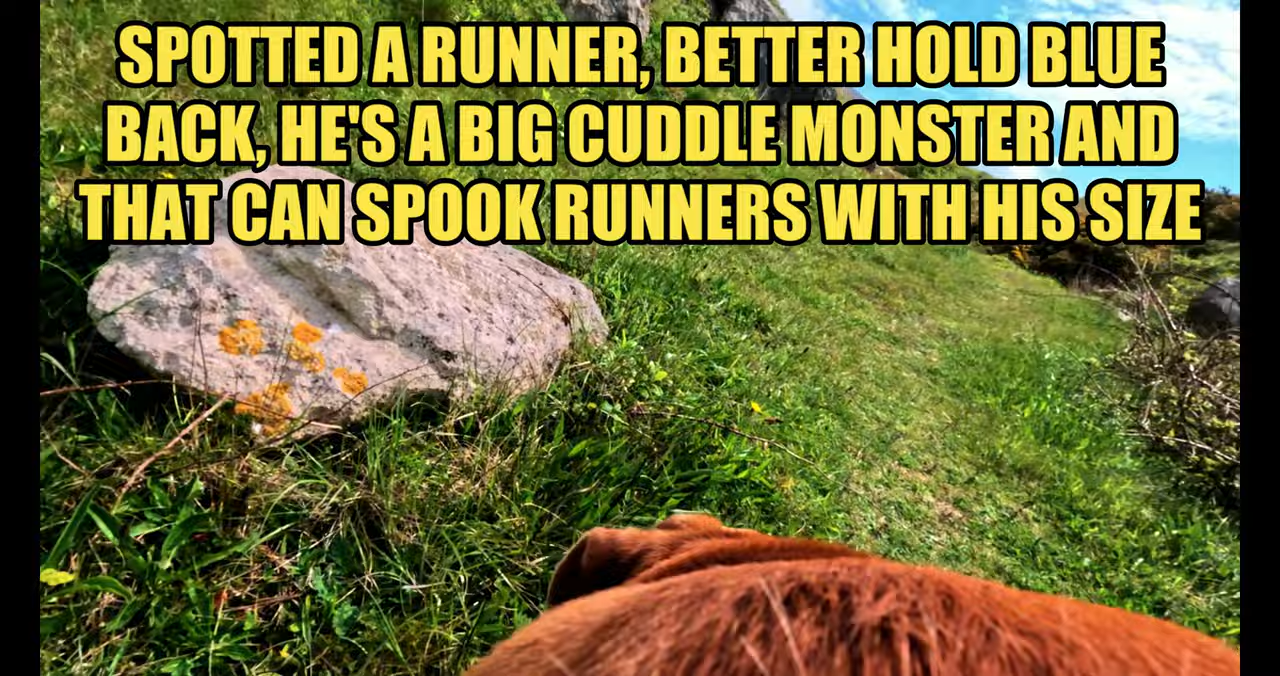 SPOTTED A RUNNER, BETTER HOLD BLUE
BACK, HE'S A BIG CUDDLE MONSTER AND
THAT CAN SPOOK RUNNERS WITH HIS SIZE